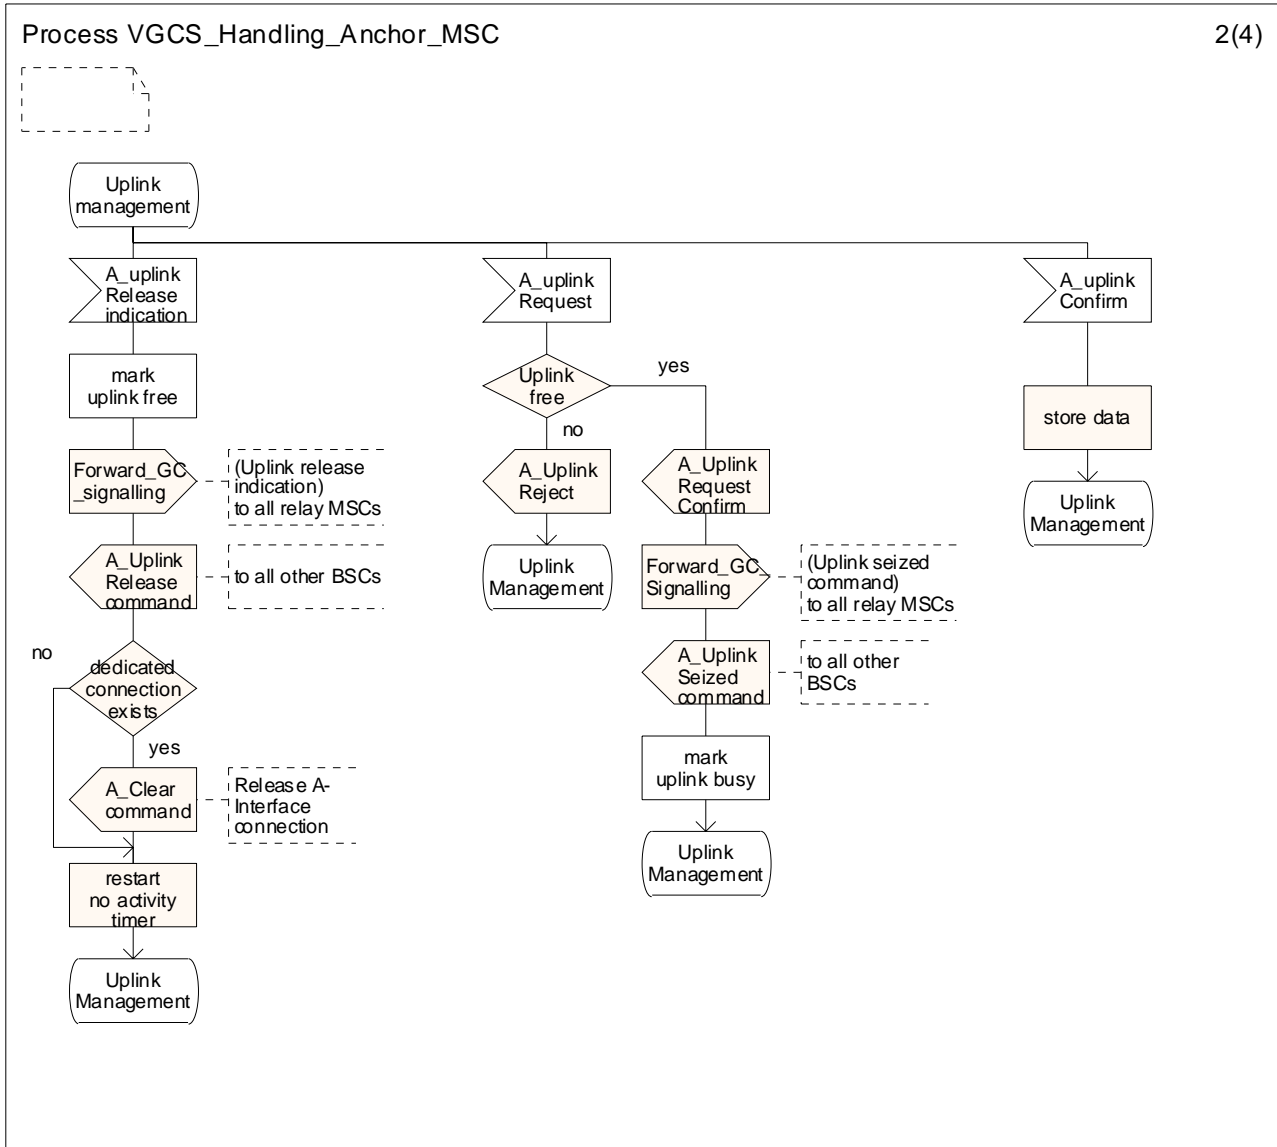 Process VGCS_Handling_Anchor_MSC
2(4)
Uplink
management
A_uplink
Release
indication
mark
uplink free
Forward_GC
_signalling
(Uplink release
indication)
to all relay MSCs
A_Uplink
Release
command
to all other BSCs
no
dedicated
connection
exists
yes
A_Clear
command
Release A-
Interface
connection
restart
no activity
timer
Uplink
Management
A_uplink
Request
Uplink
free
yes
no
A_Uplink
Reject
Uplink
Management
A_Uplink
Request
Confirm
Forward_GC
Signalling
(Uplink seized
command)
to all relay MSCs
A_Uplink
Seized
command
to all other
BSCs
mark
uplink busy
Uplink
Management
A_uplink
Confirm
store data
Uplink
Management